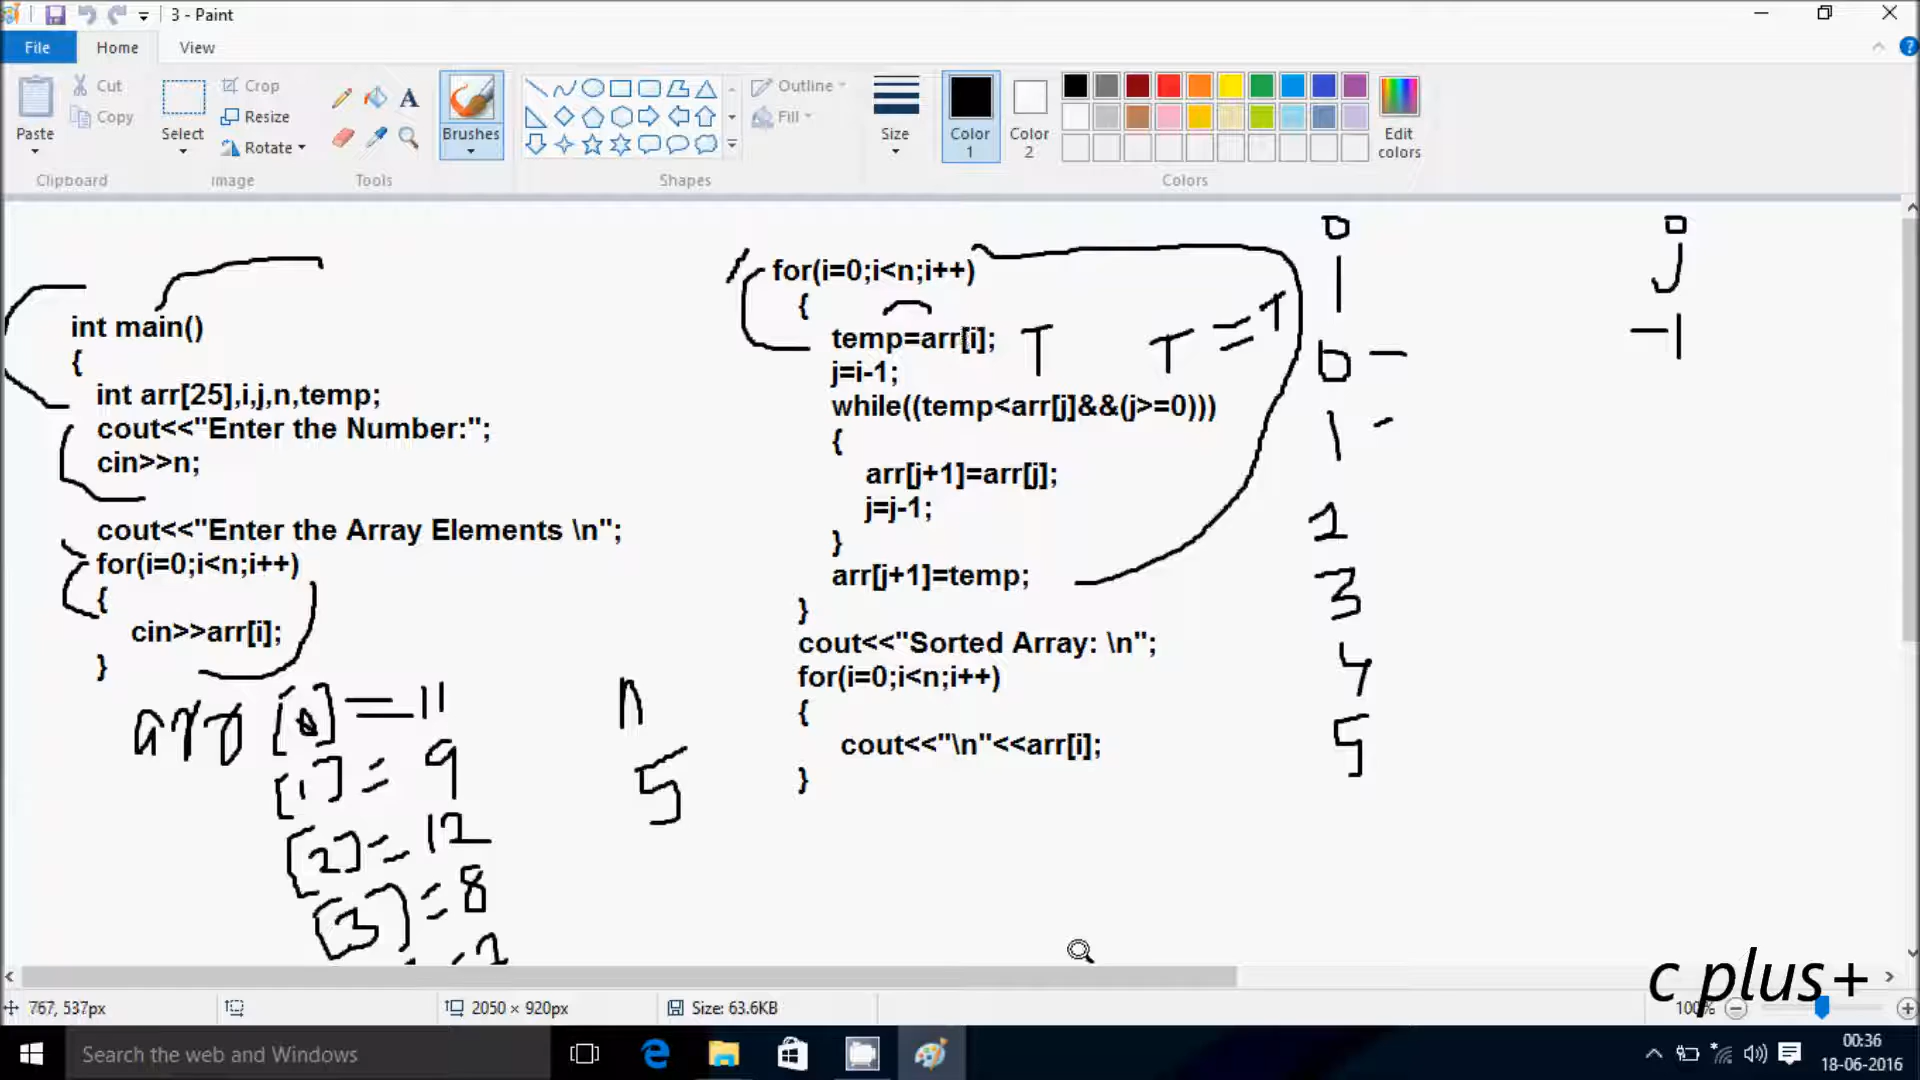 3 - Paint
File
Home
View
Paste
Cut
Copy
Clipboard
Select
Crop
Resize
Rotate
Image
Tools
Brushes
Shapes
Outline
Fill
Size
Color
1
Color
2
Edit
colors
Colors
int main()
{
int arr[25],i,j,n,temp;
cout<<"Enter the Number:";
cin>>n;
cout<<"Enter the Array Elements \n";
for(i=0;i<n;i++)
{
cin>>arr[i];
}
arr [0] = 11
[1] = 9
[2] = 12
[3] = 8
n
5
for(i=0;i<n;i++)
{
temp=arr[i];
j=i-1;
while((temp<arr[j]&&(j>=0)))
{
arr[j+1]=arr[j];
j=j-1;
}
arr[j+1]=temp;
}
cout<<"Sorted Array: \n";
for(i=0;i<n;i++)
{
cout<<"\n"<<arr[i];
}
T
T = 1
i
0 -
1 -
2
3
4
5
j
-1
c plus+
767, 537px
2050 × 920px
Size: 63.6KB
100%
Search the web and Windows
00:36
18-06-2016